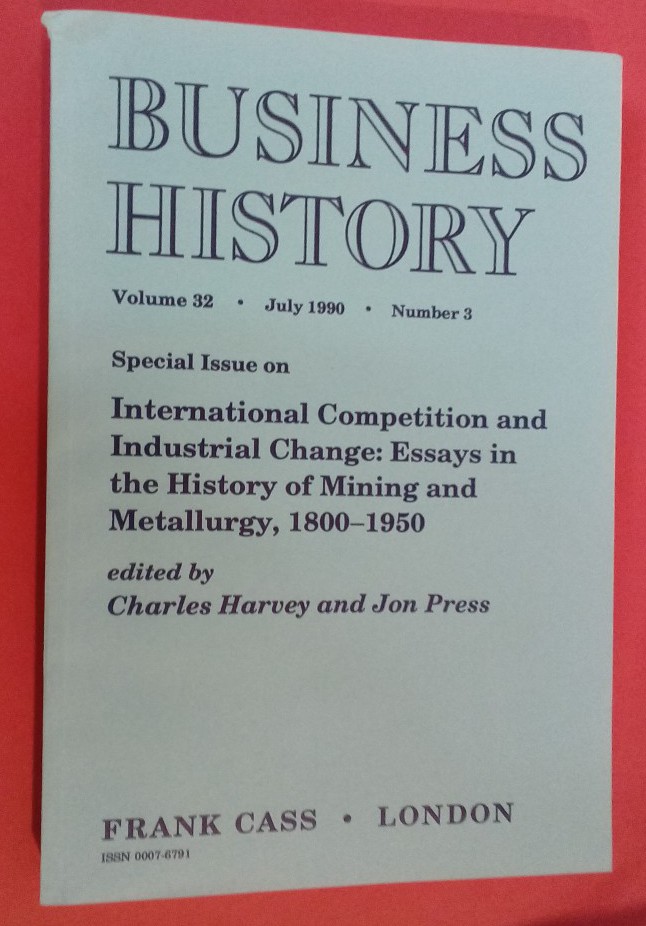 BUSINESS
HISTORY
Volume 32 • July 1990 • Number 3
Special Issue on
International Competition and
Industrial Change: Essays in
the History of Mining and
Metallurgy, 1800–1950
edited by
Charles Harvey and Jon Press
FRANK CASS • LONDON
ISSN 0007-6791